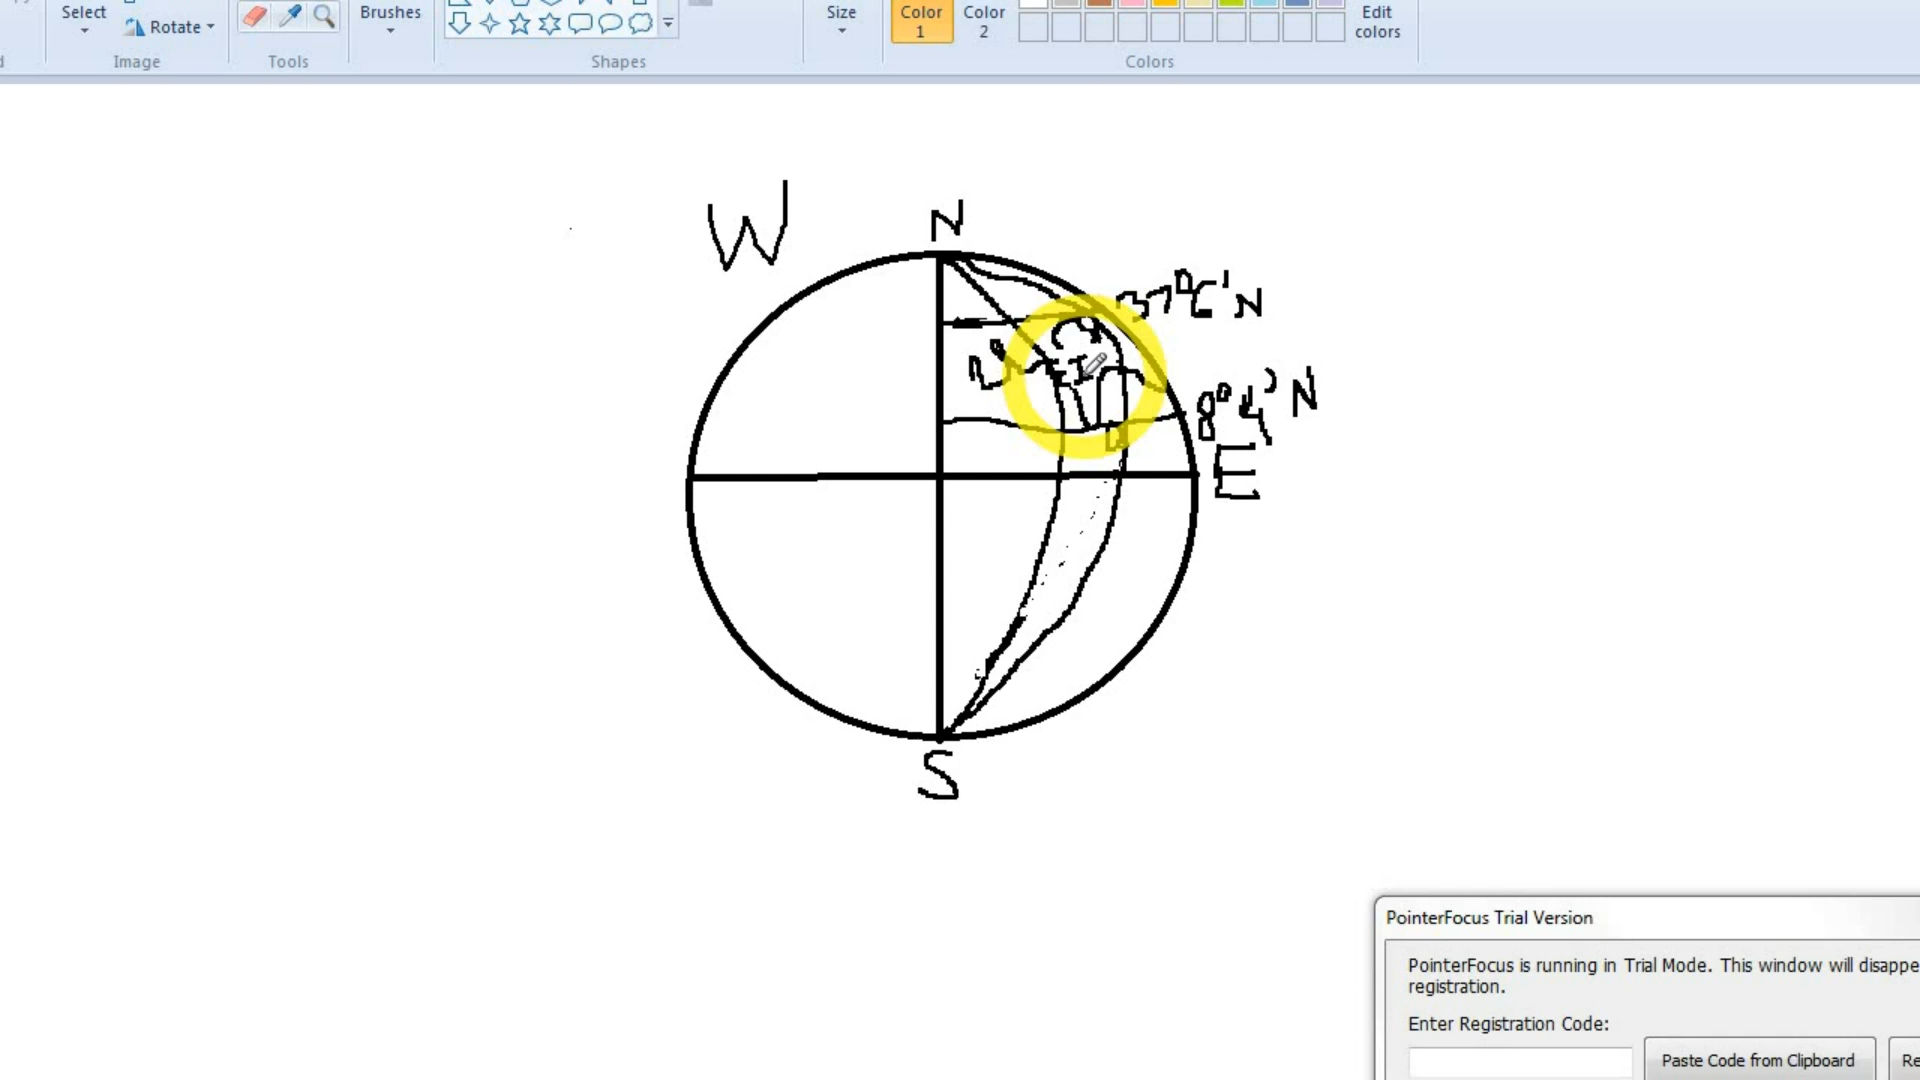 Select
Rotate
Brushes
Size
Color
1
Color
2
Edit
colors
Image
Tools
Shapes
Colors
W
N
37°6'N
8°4'N
E
S
PointerFocus Trial Version
PointerFocus is running in Trial Mode. This window will disappe
registration.
Enter Registration Code:
Paste Code from Clipboard
Re